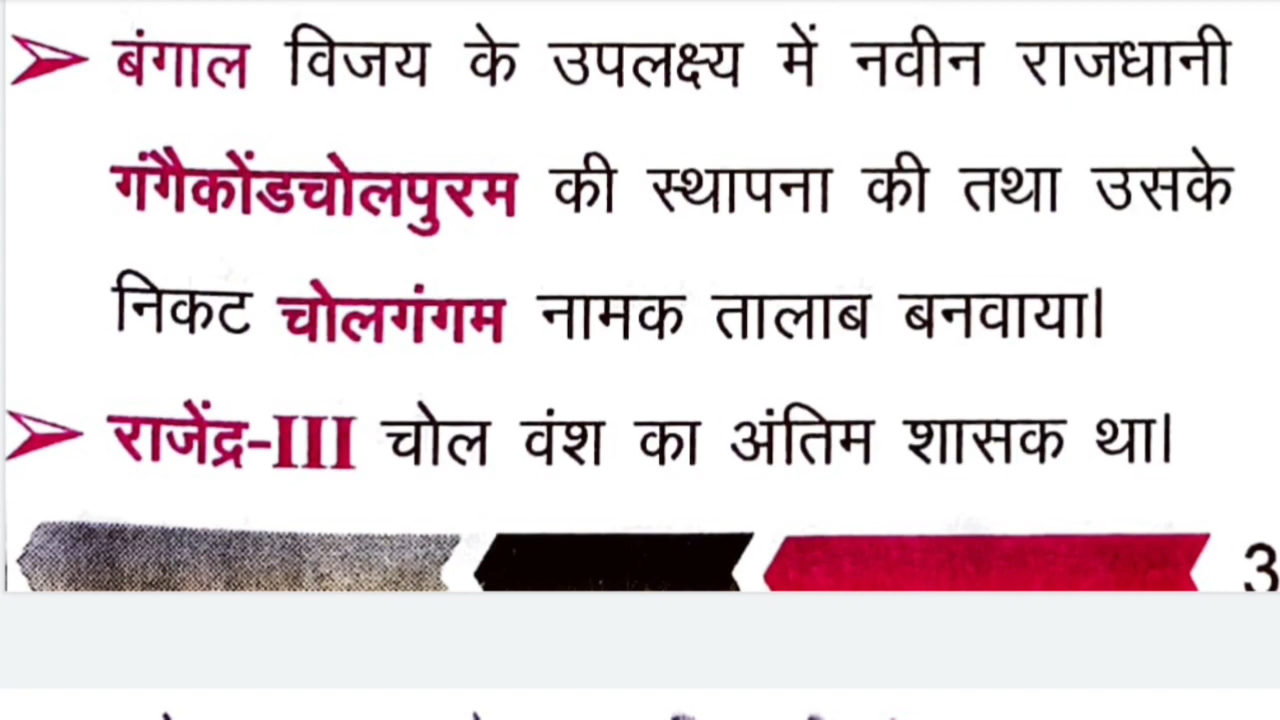 बंगाल विजय के उपलक्ष्य में नवीन राजधानी
गंगैकोंडचोलपुरम की स्थापना की तथा उसके
निकट चोलगंगम नामक तालाब बनवाया।
राजेंद्र-III चोल वंश का अंतिम शासक था।
3